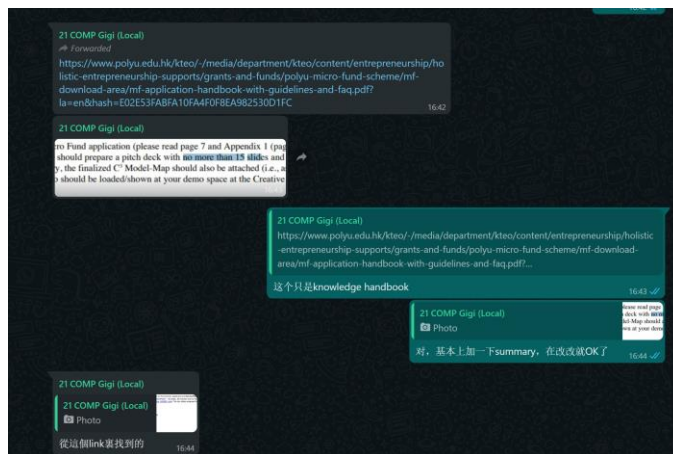 21 COMP Gigi (Local)
Forwarded
https://www.polyu.edu.hk/kteo/-/media/department/kteo/content/entrepreneurship/ho
listic-entrepreneurship-supports/grants-and-funds/polyu-micro-fund-scheme/mf-
download-area/mf-application-handbook-with-guidelines-and-faq.pdf?
la=en&hash=E02E53FABFA10FA4F0F8EA982530D1FC
16:42
21 COMP Gigi (Local)
ro Fund application (please read page 7 and Appendix 1 (pag
should prepare a pitch deck with no more than 15 slides and
y, the finalized C³ Model-Map should also be attached (i.e., a
should be loaded/shown at your demo space at the Creative
21 COMP Gigi (Local)
https://www.polyu.edu.hk/kteo/-/media/department/kteo/content/entrepreneurship/holistic
-entrepreneurship-supports/grants-and-funds/polyu-micro-fund-scheme/mf-download-
area/mf-application-handbook-with-guidelines-and-faq.pdf?...
这个只是knowledge handbook
16:43
21 COMP Gigi (Local)
Photo
对，基本上加一下summary，在改改就OK了
16:44
21 COMP Gigi (Local)
21 COMP Gigi (Local)
Photo
從這個link裏找到的
16:44